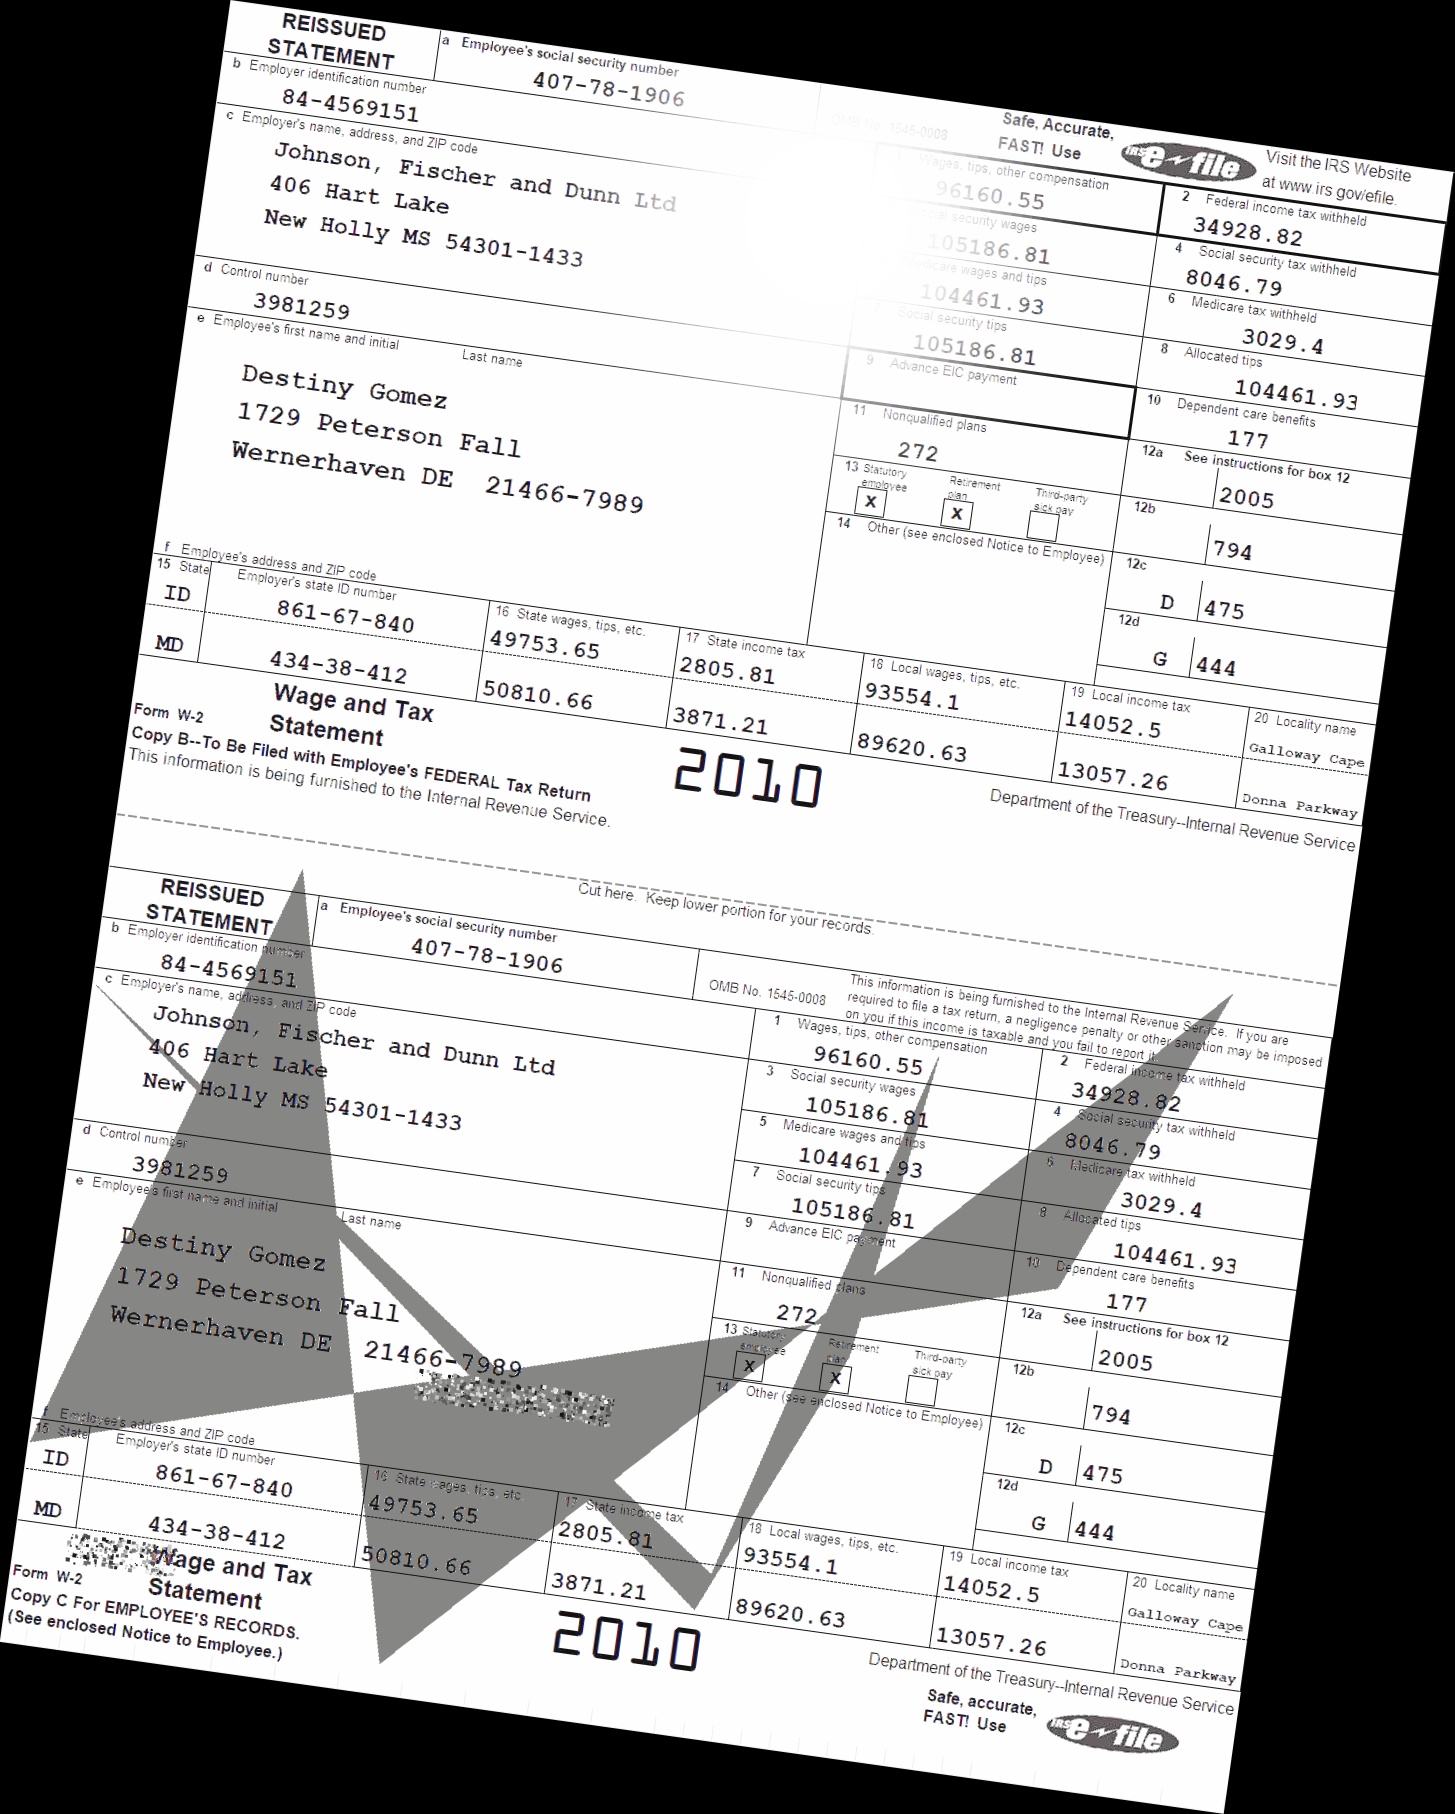 REISSUED
STATEMENT
a Employee's social security number
407-78-1906
OMB No. 1545-0008
Safe, Accurate,
FAST! Use
IRS e-file
Visit the IRS Website
at www irs gov/efile.
b Employer identification number
84-4569151
c Employer's name, address, and ZIP code
Johnson, Fischer and Dunn Ltd
406 Hart Lake
New Holly MS 54301-1433
1 Wages, tips, other compensation
96160.55
2 Federal income tax withheld
34928.82
social security wages
105186.81
4 Social security tax withheld
8046.79
Medicare wages and tips
104461.93
6 Medicare tax withheld
3029.4
d Control number
3981259
7 Social security tips
105186.81
8 Allocated tips
104461.93
e Employee's first name and initial
Last name
Destiny Gomez
1729 Peterson Fall
Wernerhaven DE 21466-7989
9 Advance EIC payment
10 Dependent care benefits
177
11 Nonqualified plans
272
12a See instructions for box 12
2005
13 Statutory employee
X
Retirement plan
X
Third-party sick pay
12b
794
14 Other (see enclosed Notice to Employee)
12c
D 475
12d
G 444
f Employee's address and ZIP code
15 State
Employer's state ID number
16 State wages, tips, etc.
17 State income tax
18 Local wages, tips, etc.
19 Local income tax
20 Locality name
ID 861-67-840 49753.65 2805.81 93554.1 14052.5 Galloway Cape
MD 434-38-412 50810.66 3871.21 89620.63 13057.26 Donna Parkway
Form W-2
Wage and Tax
Statement
2010
Department of the Treasury--Internal Revenue Service
Copy B--To Be Filed with Employee's FEDERAL Tax Return
This information is being furnished to the Internal Revenue Service.
Cut here. Keep lower portion for your records.
REISSUED
STATEMENT
a Employee's social security number
407-78-1906
OMB No. 1545-0008
This information is being furnished to the Internal Revenue Service. If you are
required to file a tax return, a negligence penalty or other sanction may be imposed
on you if this income is taxable and you fail to report it.
b Employer identification number
84-4569151
c Employer's name, address, and ZIP code
Johnson, Fischer and Dunn Ltd
406 Hart Lake
New Holly MS 54301-1433
1 Wages, tips, other compensation
96160.55
2 Federal income tax withheld
34928.82
3 Social security wages
105186.81
4 Social security tax withheld
8046.79
5 Medicare wages and tips
104461.93
6 Medicare tax withheld
3029.4
d Control number
3981259
7 Social security tips
105186.81
8 Allocated tips
104461.93
e Employee's first name and initial
Last name
Destiny Gomez
1729 Peterson Fall
Wernerhaven DE 21466-7989
9 Advance EIC payment
10 Dependent care benefits
177
11 Nonqualified plans
272
12a See instructions for box 12
2005
13 Statutory employee
X
Retirement plan
X
Third-party sick pay
12b
794
14 Other (see enclosed Notice to Employee)
12c
D 475
12d
G 444
f Employee's address and ZIP code
15 State
Employer's state ID number
16 State wages, tips, etc.
17 State income tax
18 Local wages, tips, etc.
19 Local income tax
20 Locality name
ID 861-67-840 49753.65 2805.81 93554.1 14052.5 Galloway Cape
MD 434-38-412 50810.66 3871.21 89620.63 13057.26 Donna Parkway
Form W-2
Wage and Tax
Statement
2010
Department of the Treasury--Internal Revenue Service
Copy C For EMPLOYEE'S RECORDS.
(See enclosed Notice to Employee.)
Safe, accurate,
FAST! Use
IRS e-file